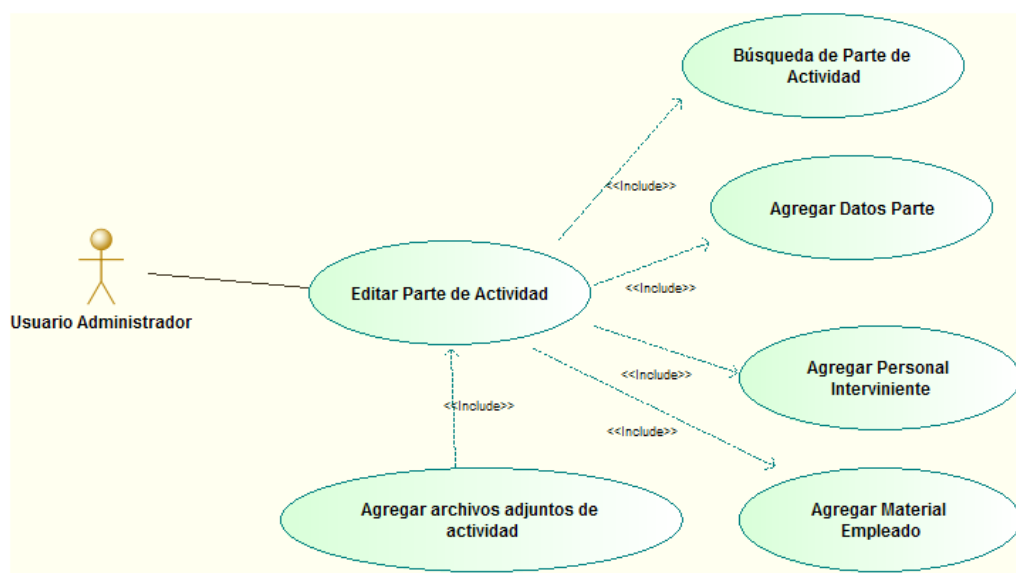 Búsqueda de Parte de
Actividad
<<Include>>
Agregar Datos Parte
Usuario Administrador
Editar Parte de Actividad
<<Include>>
Agregar Personal
Interviniente
<<Include>>
<<Include>>
<<Include>>
Agregar archivos adjuntos de
actividad
Agregar Material
Empleado